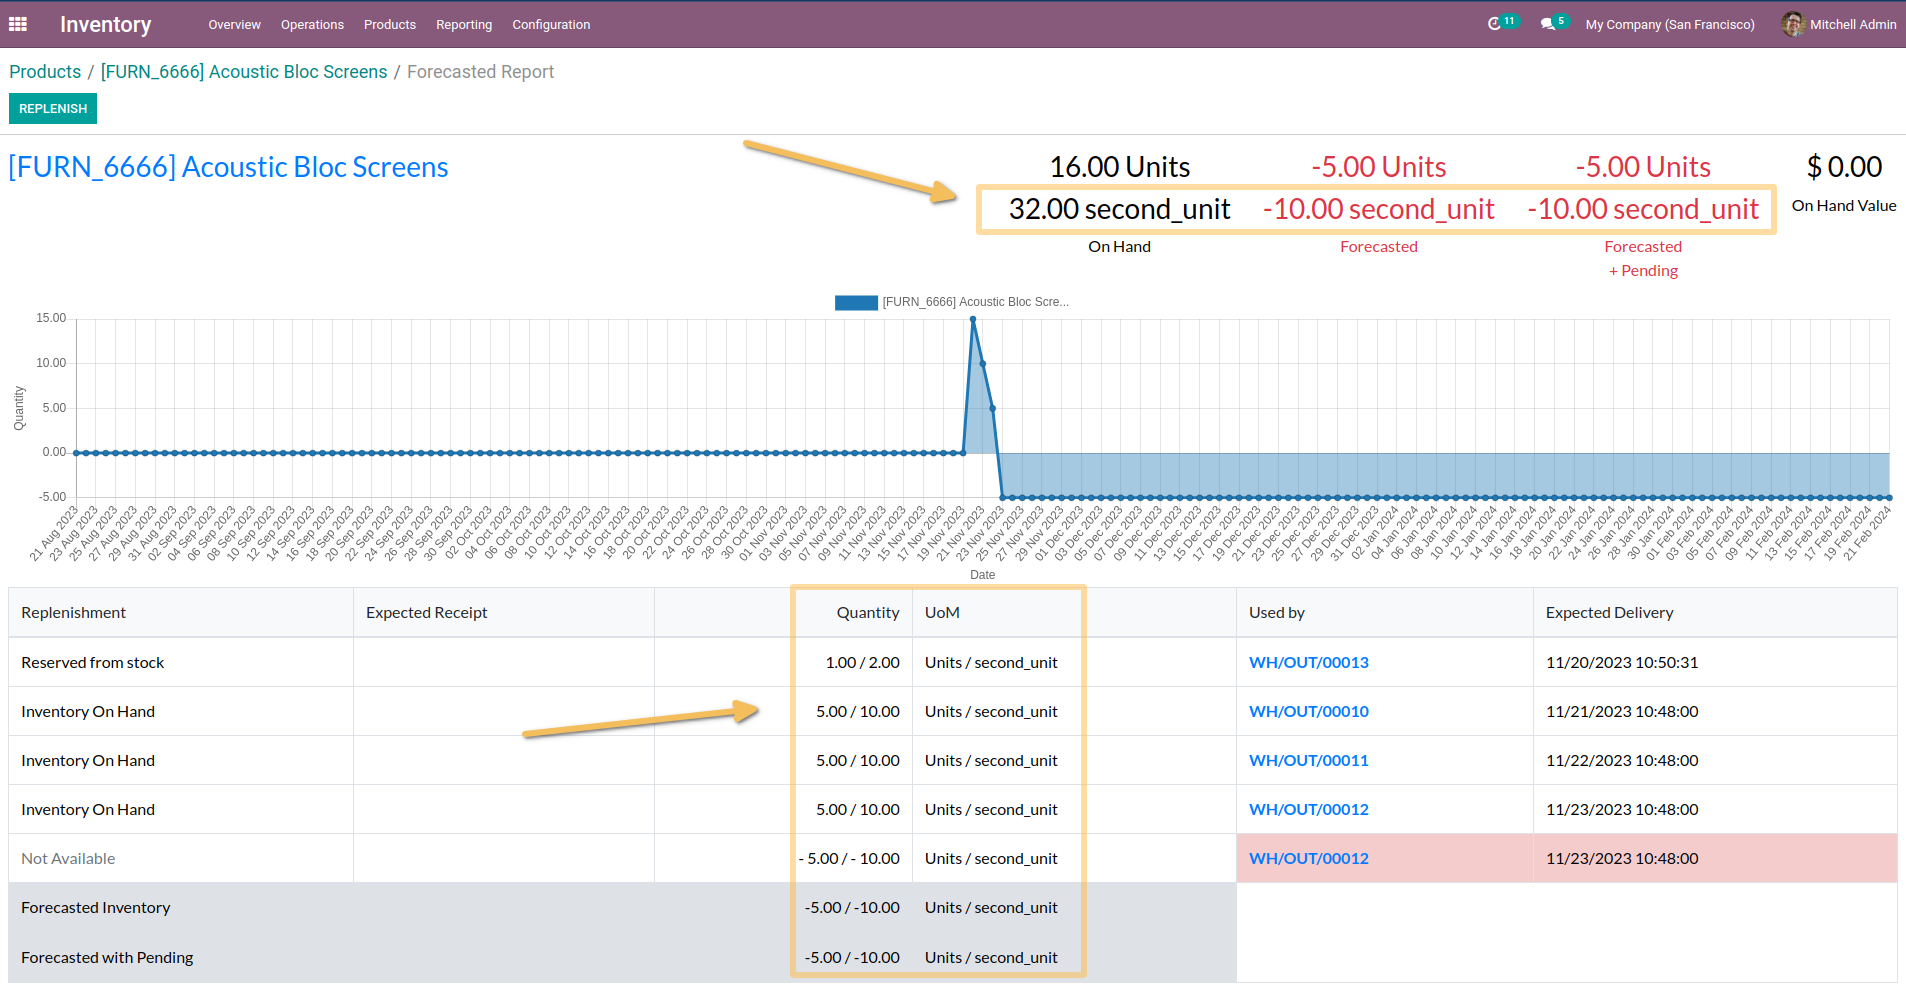 Inventory Overview Operations Products Reporting Configuration 11 5 My Company (San Francisco) Mitchell Admin
Products / [FURN_6666] Acoustic Bloc Screens / Forecasted Report
REPLENISH
[FURN_6666] Acoustic Bloc Screens
16.00 Units -5.00 Units -5.00 Units $ 0.00
32.00 second_unit -10.00 second_unit -10.00 second_unit On Hand Value
On Hand Forecasted Forecasted
+ Pending
[FURN_6666] Acoustic Bloc Scre...
15.00
10.00
5.00
0.00
-5.00
Quantity
21 Aug 2023 23 Aug 2023 25 Aug 2023 27 Aug 2023 29 Aug 2023 31 Aug 2023 02 Sep 2023 04 Sep 2023 06 Sep 2023 08 Sep 2023 10 Sep 2023 12 Sep 2023 14 Sep 2023 16 Sep 2023 18 Sep 2023 20 Sep 2023 22 Sep 2023 24 Sep 2023 26 Sep 2023 28 Sep 2023 30 Sep 2023 02 Oct 2023 04 Oct 2023 06 Oct 2023 08 Oct 2023 10 Oct 2023 12 Oct 2023 14 Oct 2023 16 Oct 2023 18 Oct 2023 20 Oct 2023 22 Oct 2023 24 Oct 2023 26 Oct 2023 28 Oct 2023 30 Oct 2023 01 Nov 2023 03 Nov 2023 05 Nov 2023 07 Nov 2023 09 Nov 2023 11 Nov 2023 13 Nov 2023 15 Nov 2023 17 Nov 2023 19 Nov 2023 21 Nov 2023 23 Nov 2023 25 Nov 2023 27 Nov 2023 29 Nov 2023 01 Dec 2023 03 Dec 2023 05 Dec 2023 07 Dec 2023 09 Dec 2023 11 Dec 2023 13 Dec 2023 15 Dec 2023 17 Dec 2023 19 Dec 2023 21 Dec 2023 23 Dec 2023 25 Dec 2023 27 Dec 2023 29 Dec 2023 31 Dec 2023 02 Jan 2024 04 Jan 2024 06 Jan 2024 08 Jan 2024 10 Jan 2024 12 Jan 2024 14 Jan 2024 16 Jan 2024 18 Jan 2024 20 Jan 2024 22 Jan 2024 24 Jan 2024 26 Jan 2024 28 Jan 2024 30 Jan 2024 01 Feb 2024 03 Feb 2024 05 Feb 2024 07 Feb 2024 09 Feb 2024 11 Feb 2024 13 Feb 2024 15 Feb 2024 17 Feb 2024 19 Feb 2024 21 Feb 2024
Date
Replenishment Expected Receipt Quantity UoM Used by Expected Delivery
Reserved from stock 1.00 / 2.00 Units / second_unit WH/OUT/00013 11/20/2023 10:50:31
Inventory On Hand 5.00 / 10.00 Units / second_unit WH/OUT/00010 11/21/2023 10:48:00
Inventory On Hand 5.00 / 10.00 Units / second_unit WH/OUT/00011 11/22/2023 10:48:00
Inventory On Hand 5.00 / 10.00 Units / second_unit WH/OUT/00012 11/23/2023 10:48:00
Not Available - 5.00 / - 10.00 Units / second_unit WH/OUT/00012 11/23/2023 10:48:00
Forecasted Inventory -5.00 / -10.00 Units / second_unit
Forecasted with Pending -5.00 / -10.00 Units / second_unit